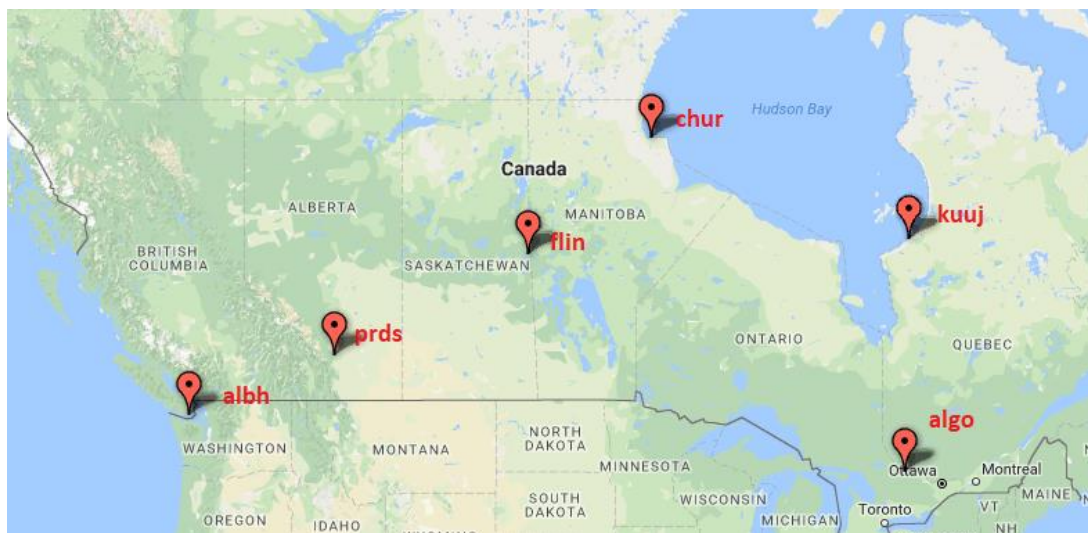 Hudson Bay
chur
Canada
ALBERTA
MANITOBA
kuuj
flin
BRITISH
COLUMBIA
SASKATCHEWAN
prds
ONTARIO
QUEBEC
albh
algo
WASHINGTON
MONTANA
NORTH
DAKOTA
MINNESOTA
Ottawa
Montreal
MAINE
SOUTH
DAKOTA
WISCONSIN
VT
OREGON
IDAHO
MICHIGAN
Toronto
NH